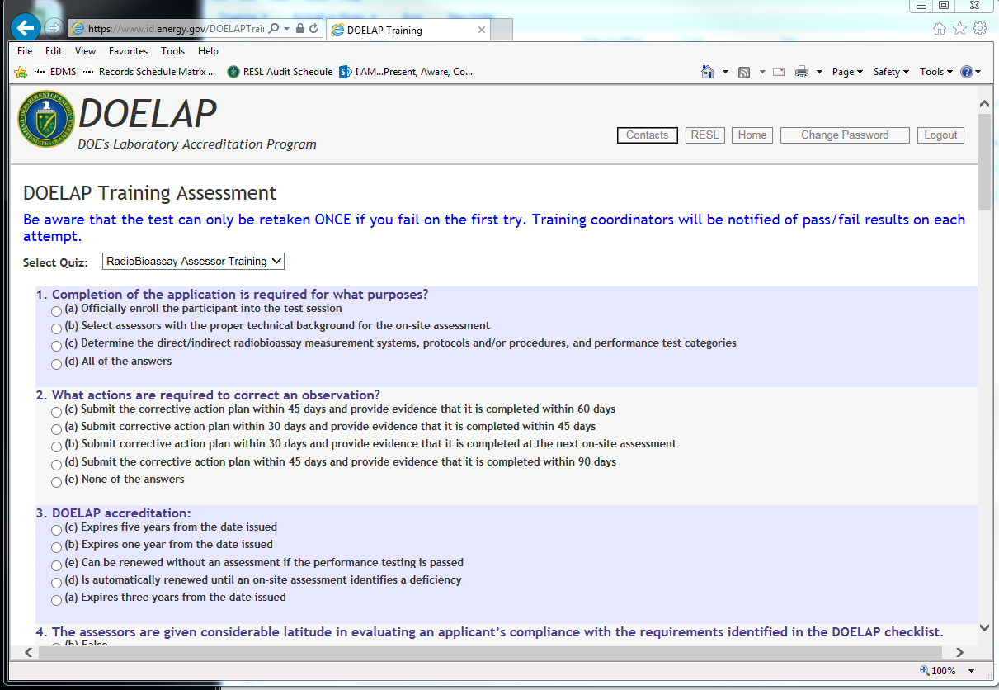 https://www.id.energy.gov/DOELAPTrai
DOELAP Training
File Edit View Favorites Tools Help
EDMS Records Schedule Matrix ... RESL Audit Schedule I AM...Present, Aware, Co...
Page Safety Tools
DOELAP
DOE's Laboratory Accreditation Program
Contacts RESL Home Change Password Logout
DOELAP Training Assessment
Be aware that the test can only be retaken ONCE if you fail on the first try. Training coordinators will be notified of pass/fail results on each
attempt.
Select Quiz: RadioBioassay Assessor Training
1. Completion of the application is required for what purposes?
(a) Officially enroll the participant into the test session
(b) Select assessors with the proper technical background for the on-site assessment
(c) Determine the direct/indirect radiobioassay measurement systems, protocols and/or procedures, and performance test categories
(d) All of the answers
2. What actions are required to correct an observation?
(c) Submit the corrective action plan within 45 days and provide evidence that it is completed within 60 days
(a) Submit corrective action plan within 30 days and provide evidence that it is completed within 45 days
(b) Submit corrective action plan within 30 days and provide evidence that it is completed at the next on-site assessment
(d) Submit the corrective action plan within 45 days and provide evidence that it is completed within 90 days
(e) None of the answers
3. DOELAP accreditation:
(c) Expires five years from the date issued
(b) Expires one year from the date issued
(e) Can be renewed without an assessment if the performance testing is passed
(d) Is automatically renewed until an on-site assessment identifies a deficiency
(a) Expires three years from the date issued
4. The assessors are given considerable latitude in evaluating an applicant’s compliance with the requirements identified in the DOELAP checklist.
(b) False
100%